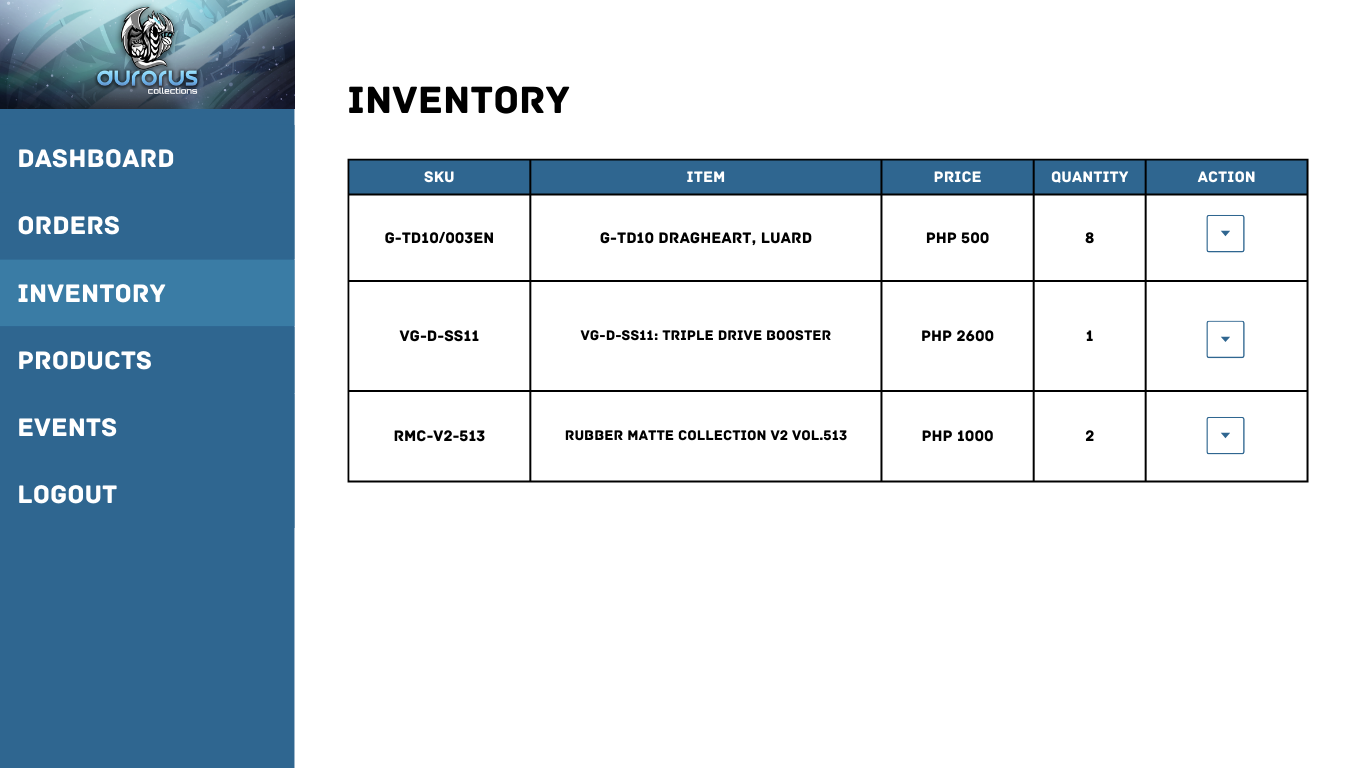 aurorus
collections
DASHBOARD
ORDERS
INVENTORY
PRODUCTS
EVENTS
LOGOUT
INVENTORY
SKU ITEM PRICE QUANTITY ACTION
G-TD10/003EN G-TD10 DRAGHEART, LUARD PHP 500 8
VG-D-SS11 VG-D-SS11: TRIPLE DRIVE BOOSTER PHP 2600 1
RMC-V2-513 RUBBER MATTE COLLECTION V2 VOL.513 PHP 1000 2